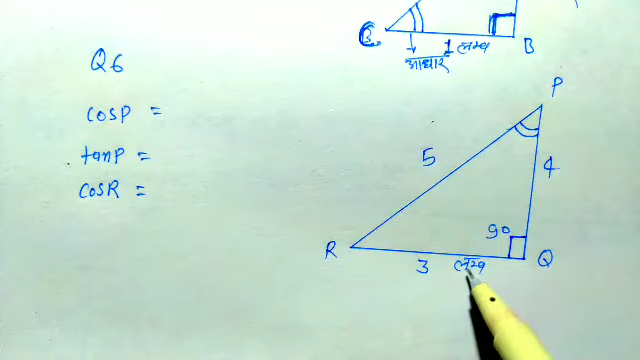 C 1 लम्ब B
आधार
Q6
P
cosP =
tanP =
5
4
cosR =
90
R
Q
3 लम्ब